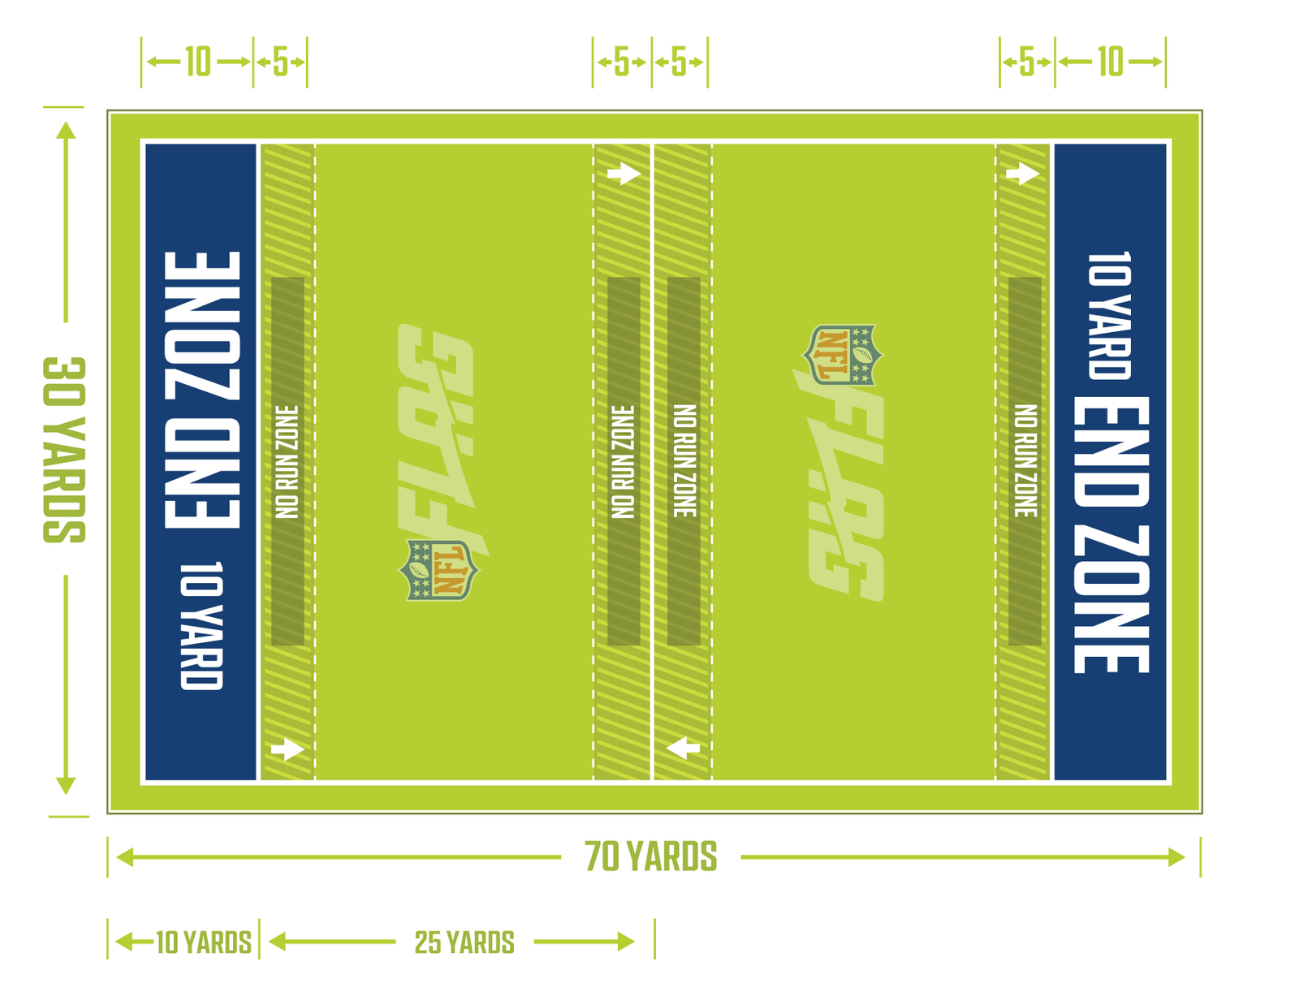 10
5
5
5
5
10
30 YARDS
10 YARD
END ZONE
NO RUN ZONE
FLAG
NFL
NO RUN ZONE
NO RUN ZONE
NFL
FLAG
NO RUN ZONE
10 YARD
END ZONE
70 YARDS
10 YARDS
25 YARDS